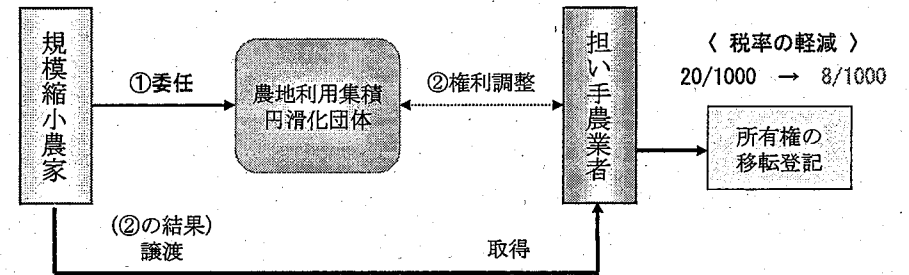 規模縮小農家
①委任
農地利用集積
円滑化団体
②権利調整
担い手農業者
〈 税率の軽減 〉
20/1000 → 8/1000
所有権の
移転登記
(②の結果)
譲渡
取得